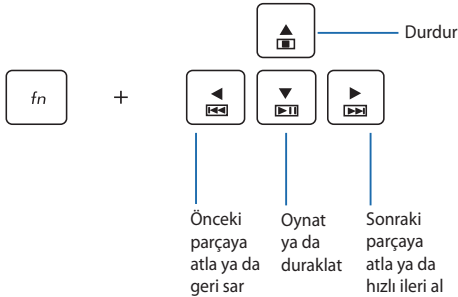 Durdur
fn
+
Önceki
parçaya
atla ya da
geri sar
Oynat
ya da
duraklat
Sonraki
parçaya
atla ya da
hızlı ileri al